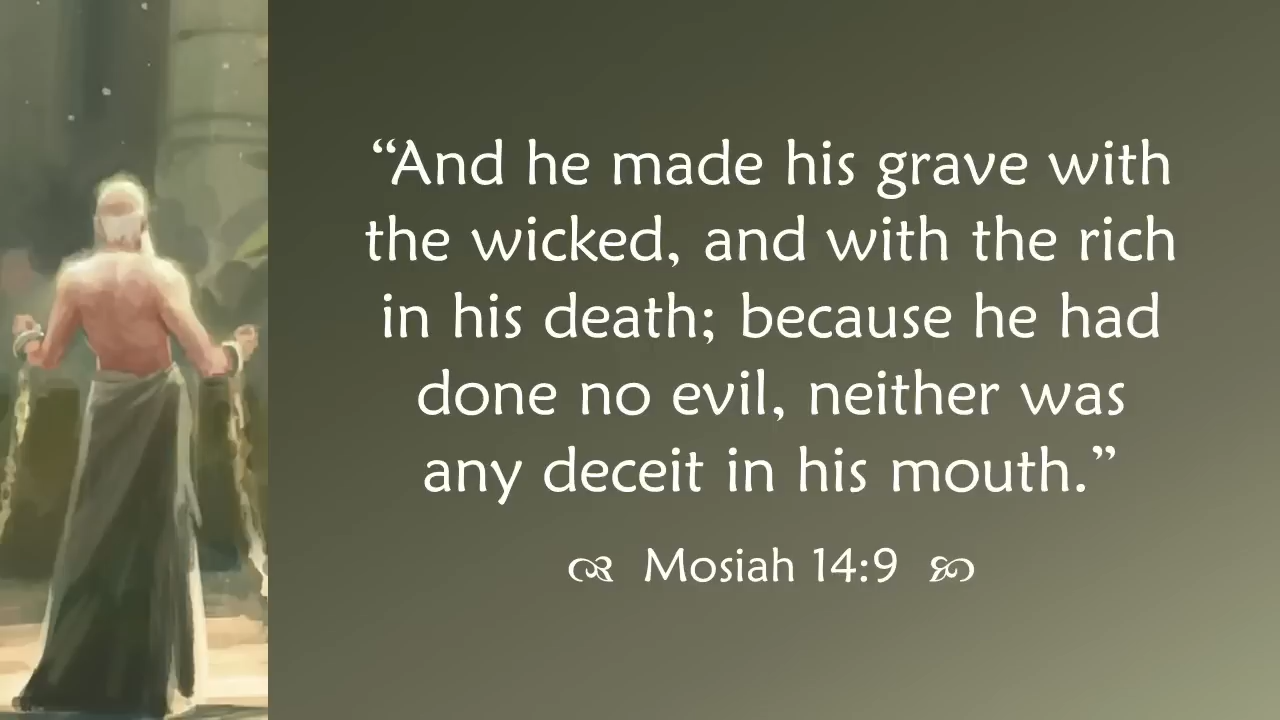 “And he made his grave with
the wicked, and with the rich
in his death; because he had
done no evil, neither was
any deceit in his mouth.”
Mosiah 14:9